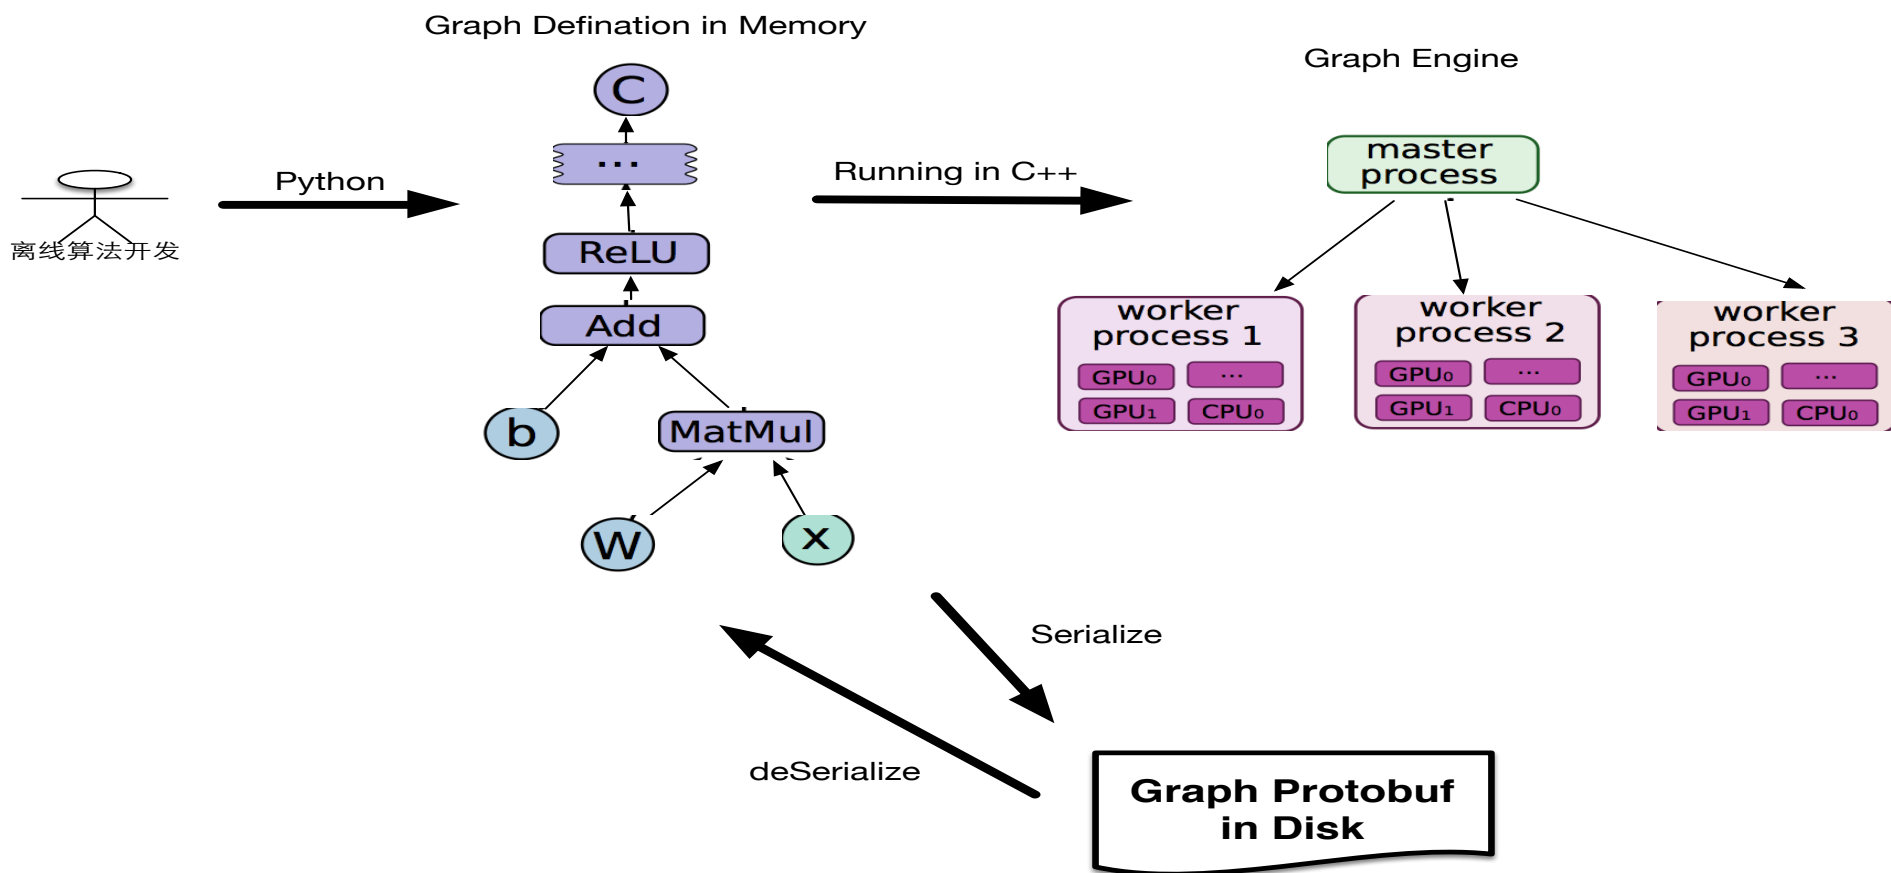 Graph Defination in Memory
Graph Engine
C
...
Python
Running in C++
master
process
离线算法开发
ReLU
Add
worker
process 1
GPU₀
...
GPU₁
CPU₀
worker
process 2
GPU₀
...
GPU₁
CPU₀
worker
process 3
GPU₀
...
GPU₁
CPU₀
b
MatMul
W
x
Serialize
deSerialize
Graph Protobuf
in Disk